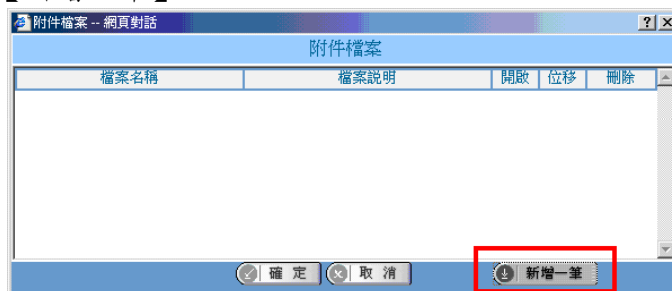 附件檔案 -- 網頁對話
附件檔案
檔案名稱 檔案說明 開啟 位移 刪除
確 定 取 消 新增一筆